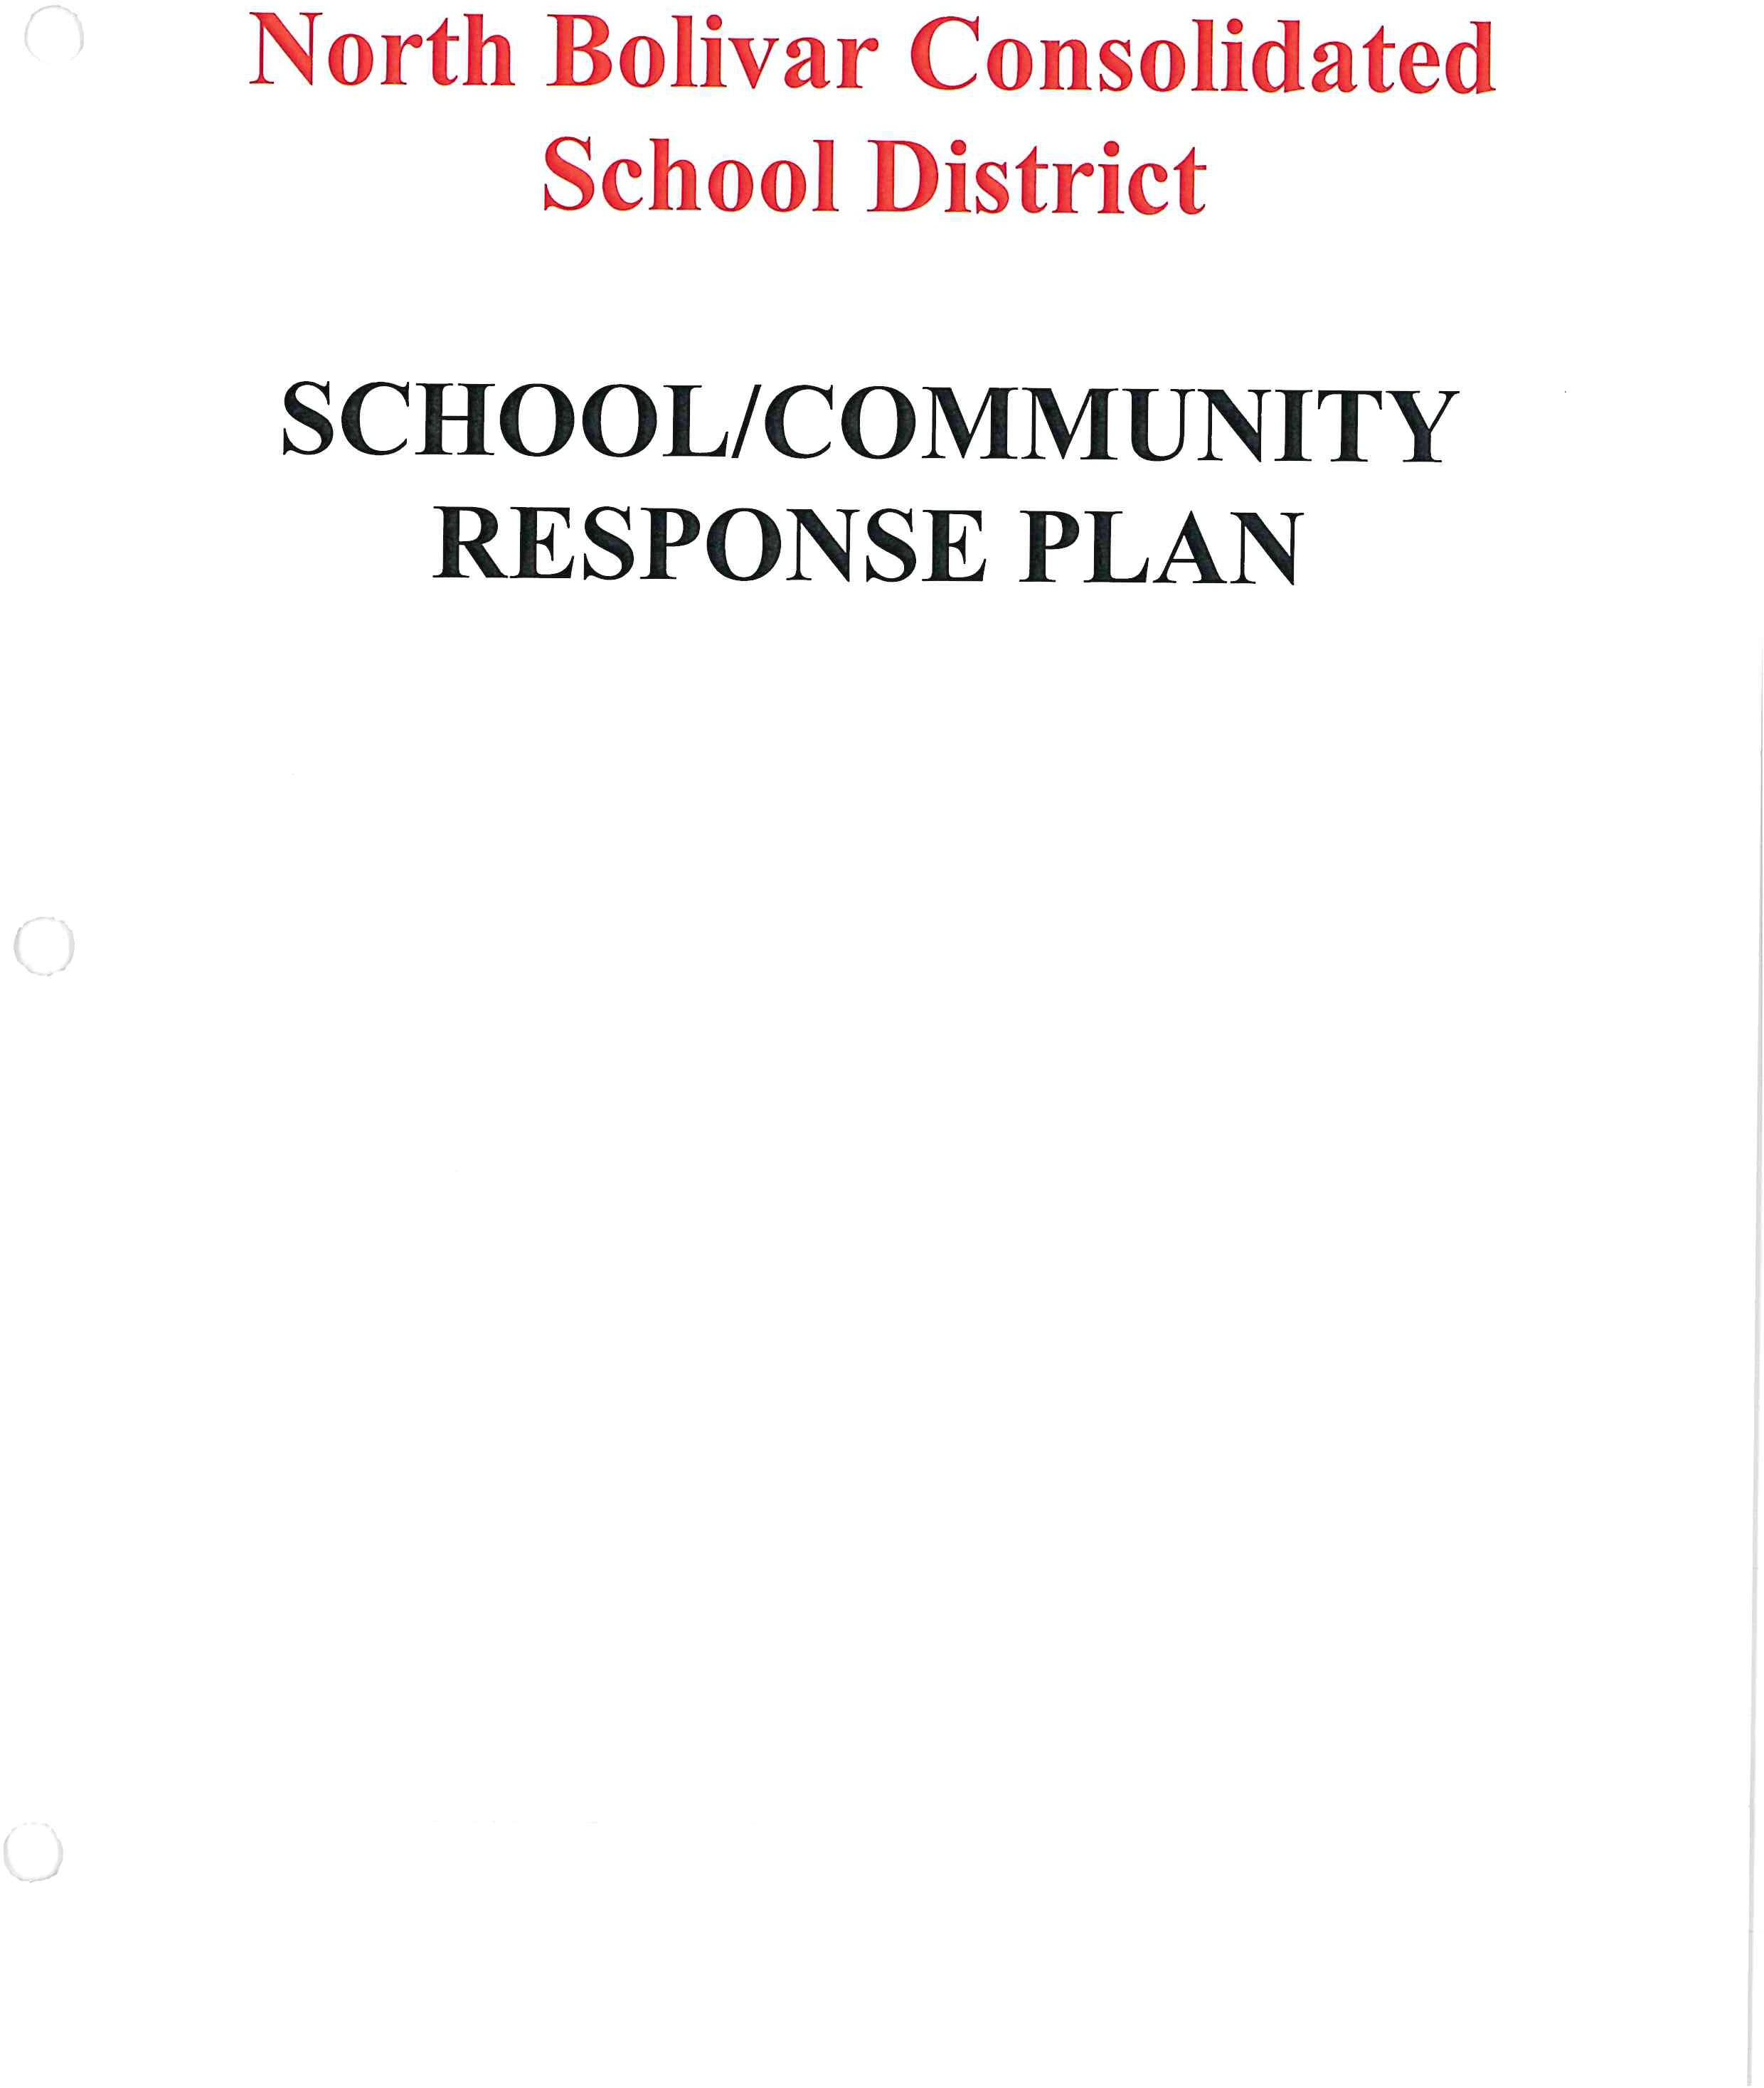 North Bolivar Consolidated
School District
SCHOOL/COMMUNITY
RESPONSE PLAN